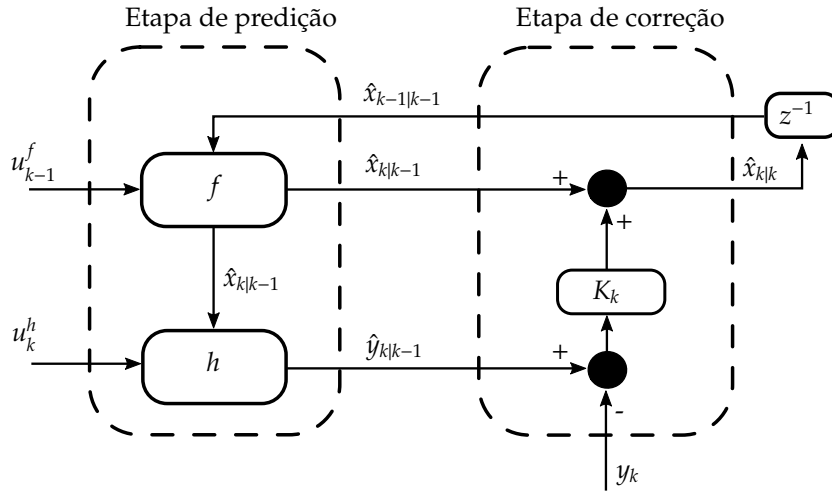 Etapa de predição
Etapa de correção
x̂_{k-1|k-1}
z^{-1}
u^f_{k-1}
f
x̂_{k|k-1}
+
x̂_{k|k}
+
x̂_{k|k-1}
K_k
u^h_k
h
ŷ_{k|k-1}
+
-
y_k